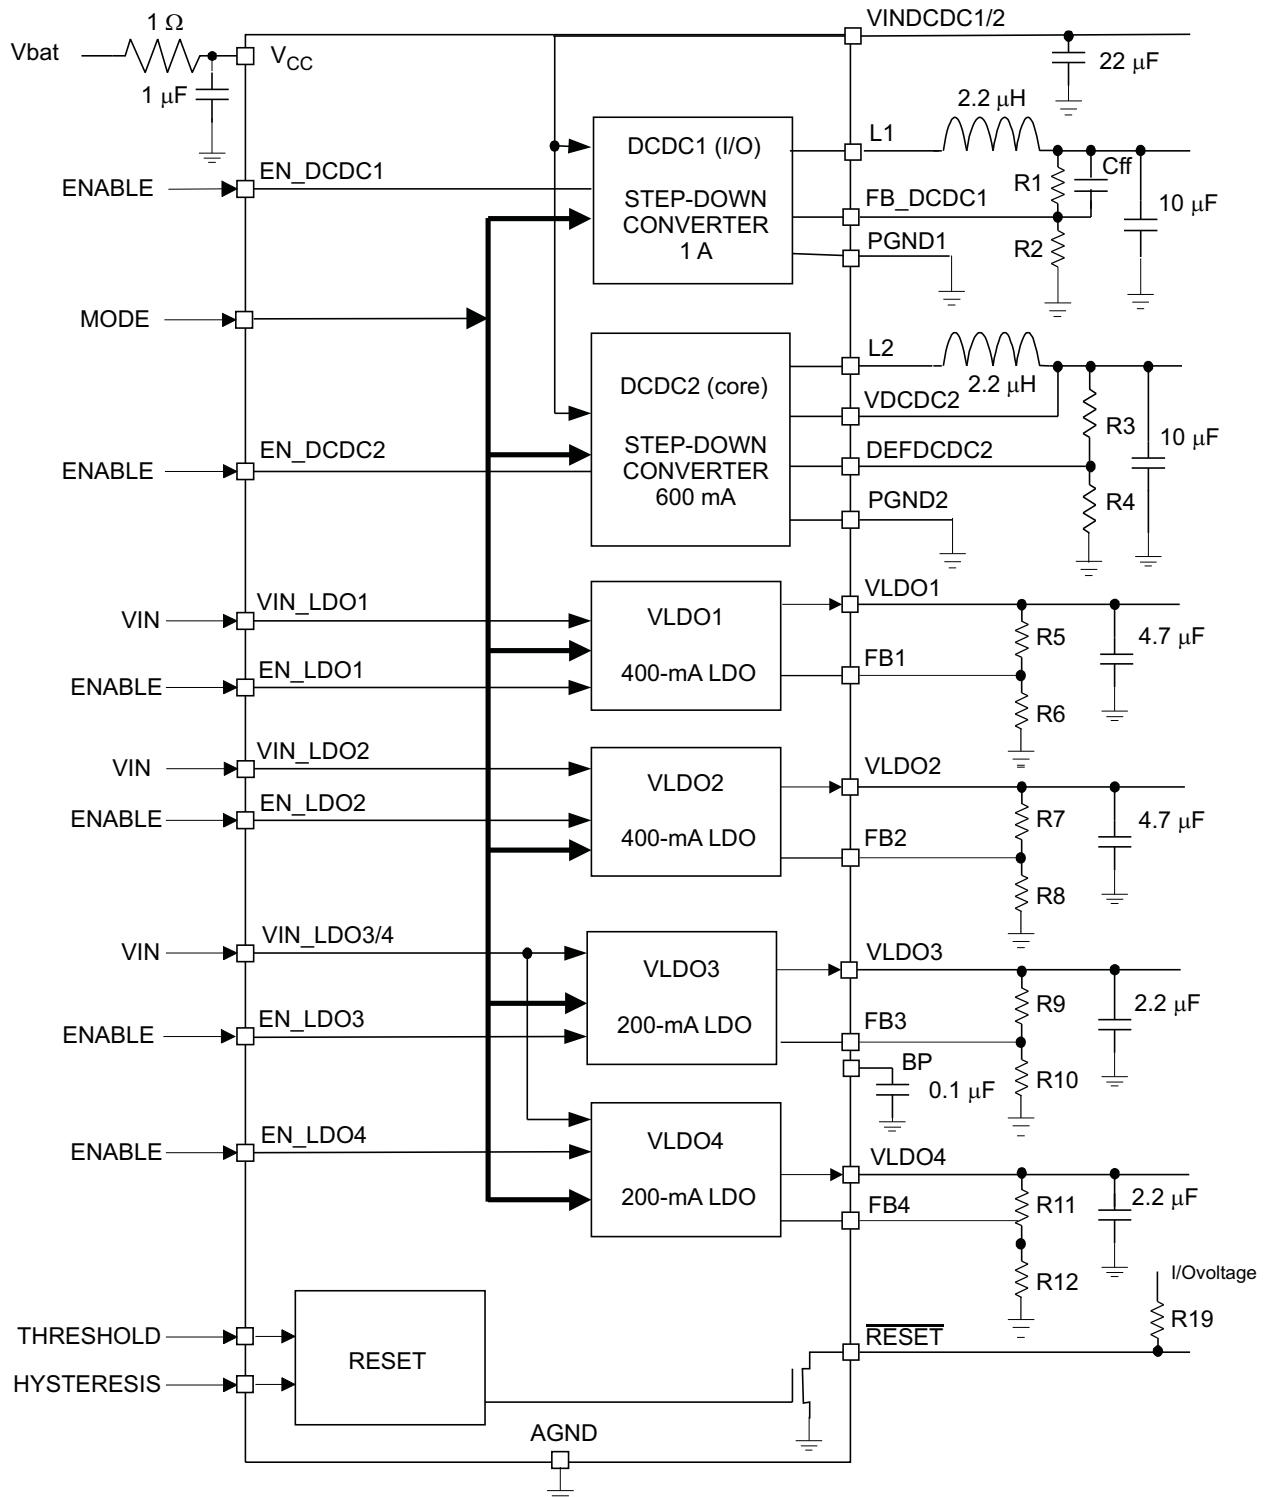 1 Ω
VINDCDC1/2
Vbat
VCC
1 μF
22 μF
2.2 μH
DCDC1 (I/O)
STEP-DOWN
CONVERTER
1 A
L1
Cff
R1
10 μF
ENABLE
EN_DCDC1
FB_DCDC1
R2
PGND1
MODE
DCDC2 (core)
STEP-DOWN
CONVERTER
600 mA
L2
2.2 μH
VDCDC2
R3
10 μF
ENABLE
EN_DCDC2
DEFDCDC2
R4
PGND2
VIN
VIN_LDO1
VLDO1
400-mA LDO
VLDO1
R5
4.7 μF
ENABLE
EN_LDO1
FB1
R6
VIN
VIN_LDO2
VLDO2
400-mA LDO
VLDO2
R7
4.7 μF
ENABLE
EN_LDO2
FB2
R8
VIN
VIN_LDO3/4
VLDO3
200-mA LDO
VLDO3
R9
2.2 μF
ENABLE
EN_LDO3
FB3
BP
0.1 μF
R10
ENABLE
EN_LDO4
VLDO4
200-mA LDO
VLDO4
R11
2.2 μF
FB4
R12
I/Ovoltage
R19
THRESHOLD
HYSTERESIS
RESET
RESET
AGND